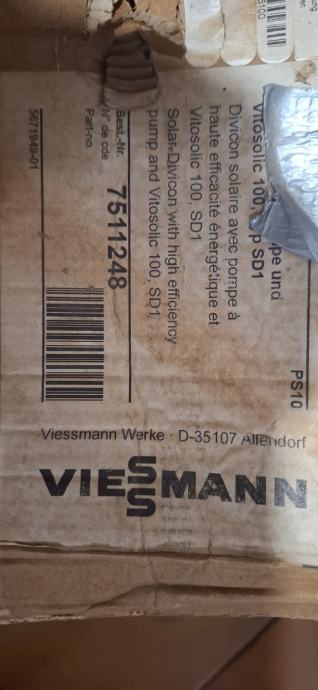 pe und
Vitosolic 100, p SD1
Divicon solaire avec pompe à
haute efficacité énergétique et
Vitosolic 100, SD1
Solar-Divicon with high efficiency
pump and Vitosolic 100, SD1
PS10
Best.-Nr.
N° de cde
Part-no.
7511248
5671949-01
Viessmann Werke · D-35107 Allendorf
VIESSMANN